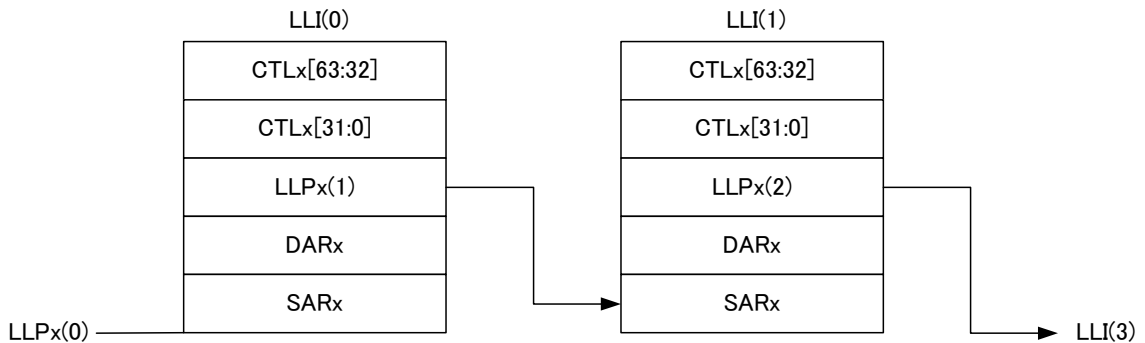 LLI(0)
CTLx[63:32]
CTLx[31:0]
LLPx(1)
DARx
SARx
LLPx(0)
LLI(1)
CTLx[63:32]
CTLx[31:0]
LLPx(2)
DARx
SARx
LLI(3)